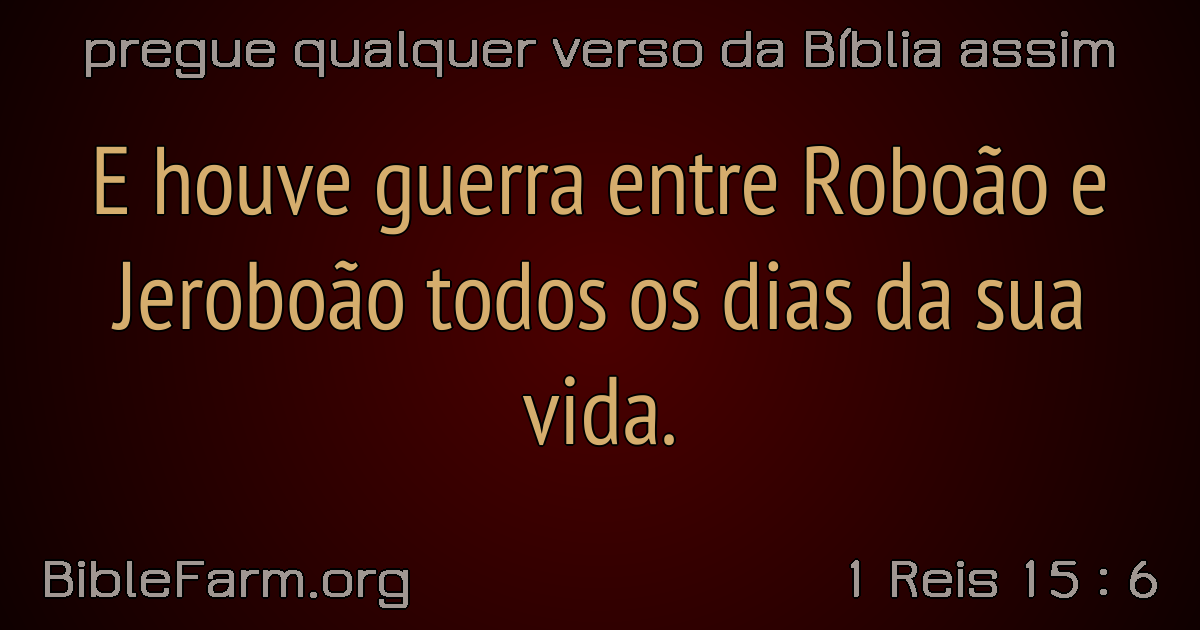 pregue qualquer verso da Bíblia assim
E houve guerra entre Roboão e
Jeroboão todos os dias da sua
vida.
BibleFarm.org
1 Reis 15 : 6